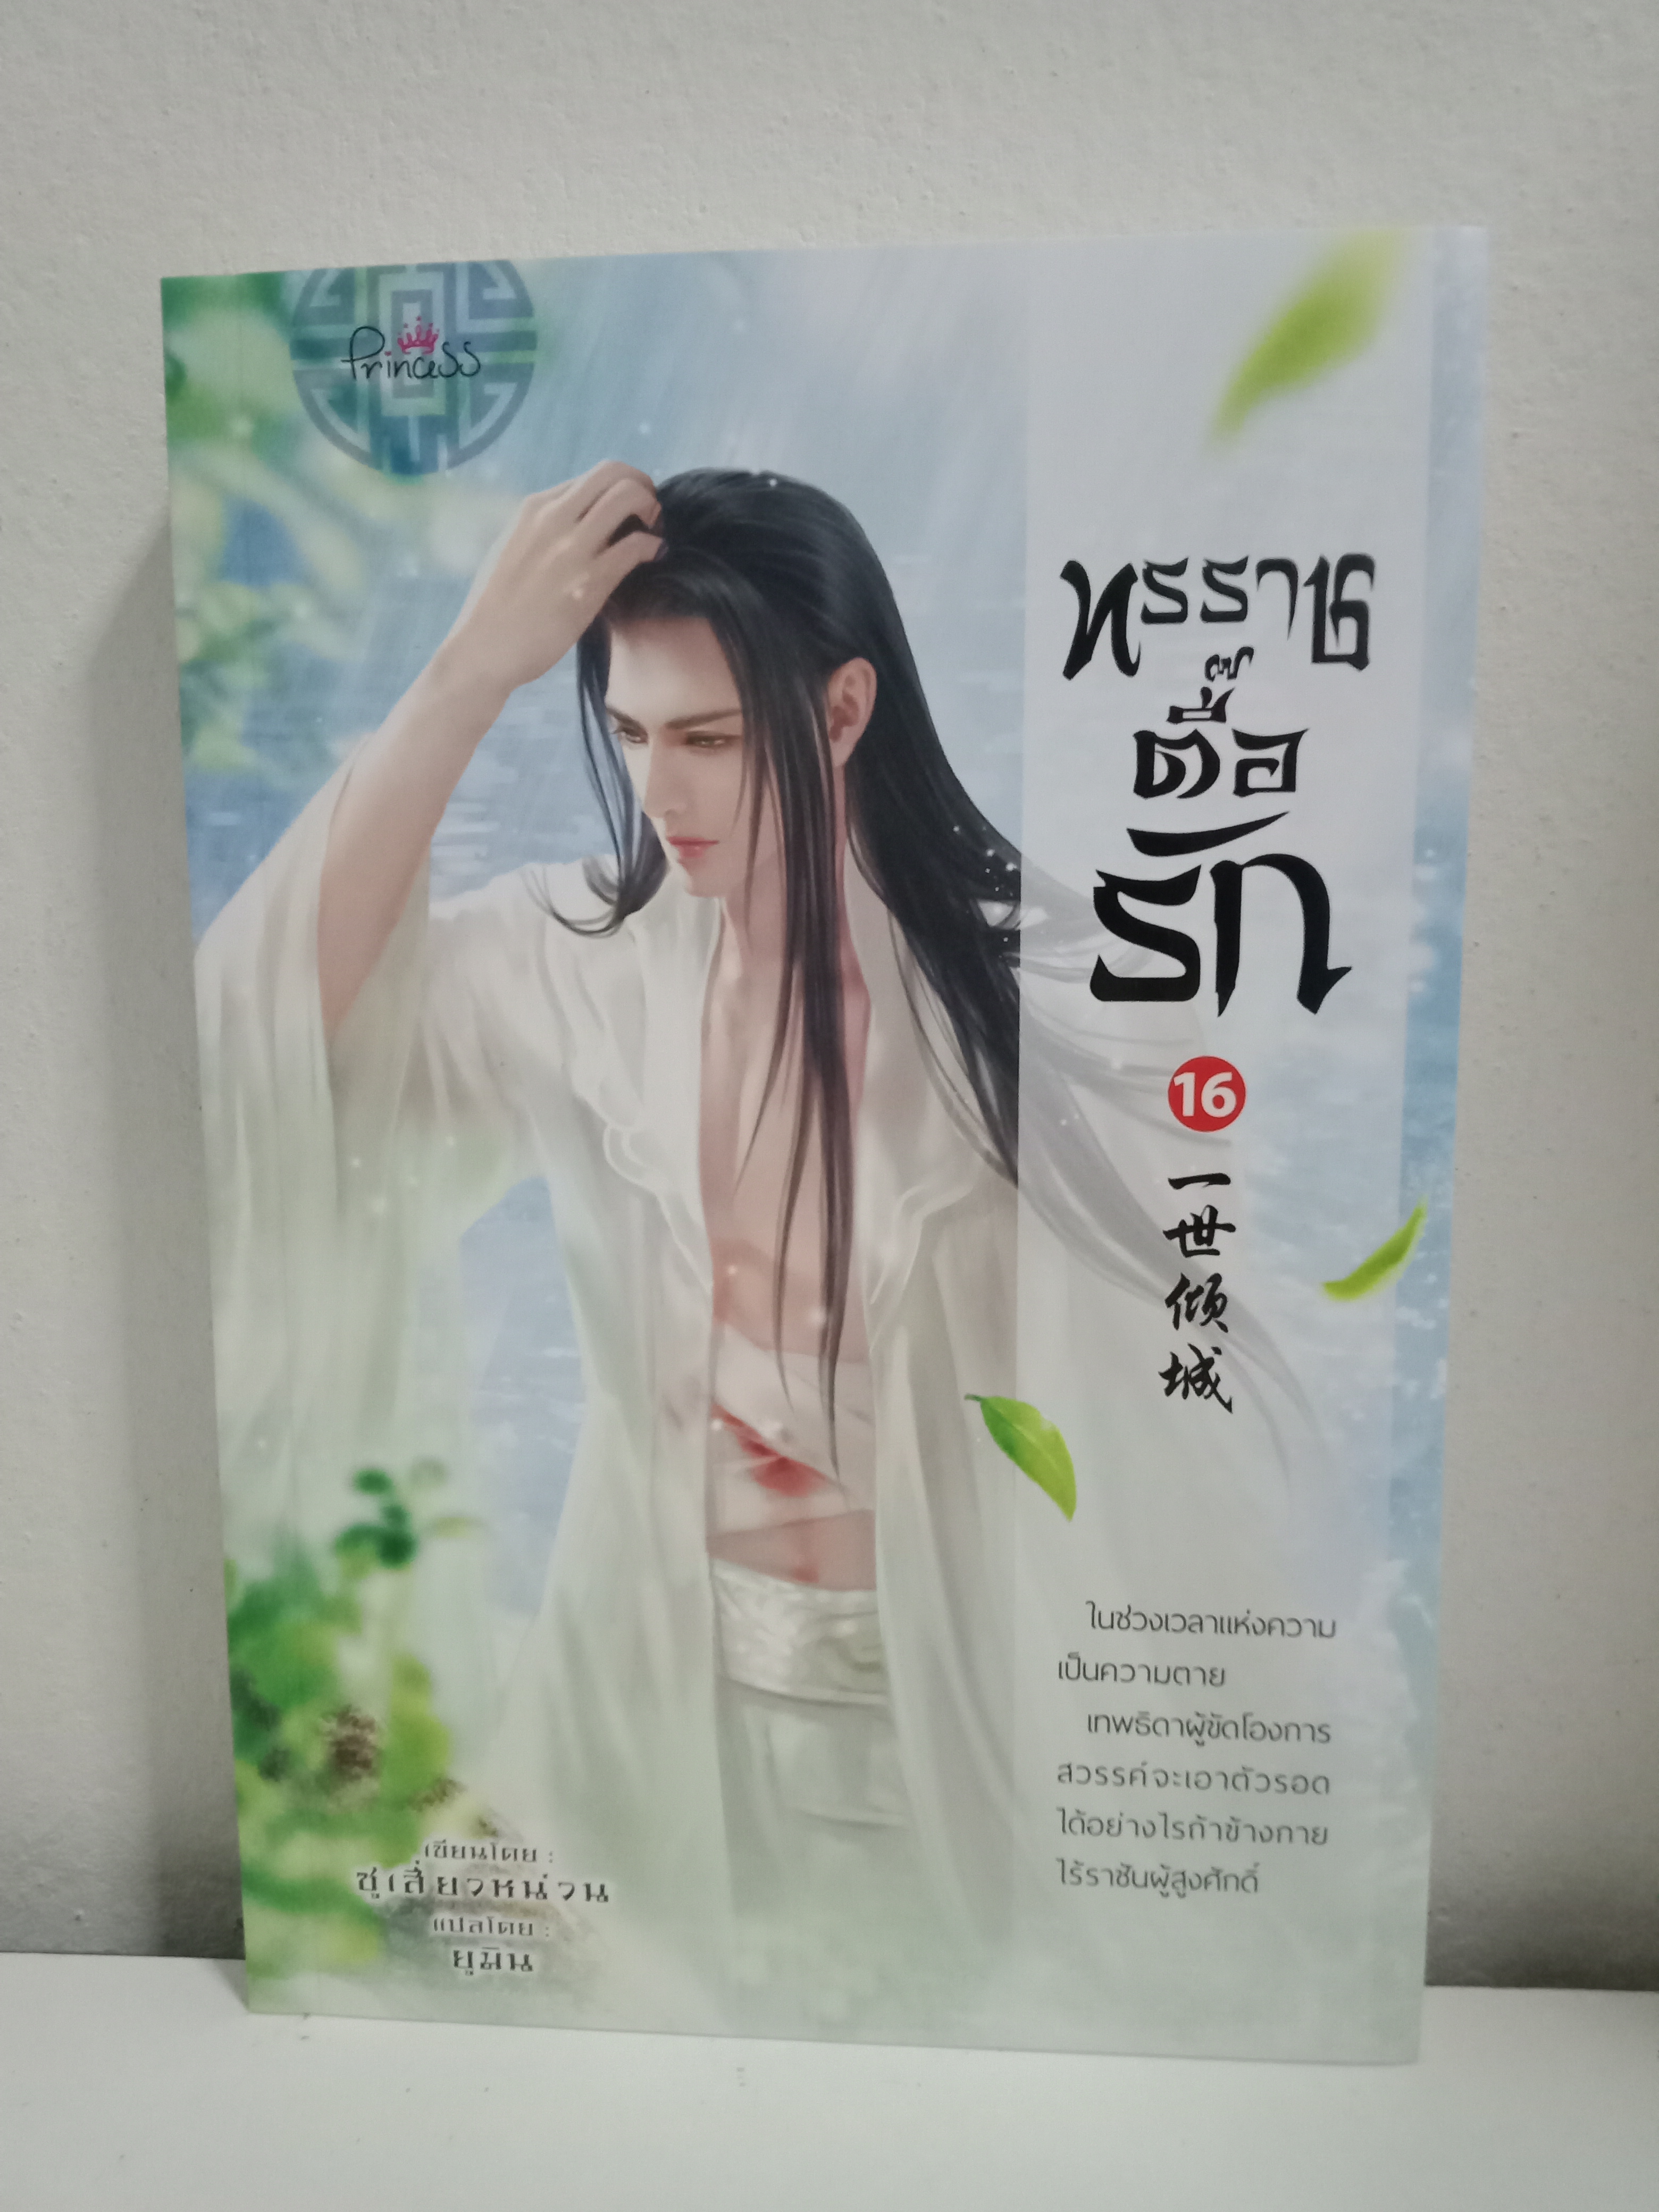 Princess
ทรราช
ตื๊อ
รัก
16
一世倾城
ในช่วงเวลาแห่งความ
เป็นความตาย
เทพธิดาผู้ขัดโองการ
สวรรค์จะเอาตัวรอด
ได้อย่างไรถ้าข้างกาย
ไร้ราชันผู้สูงศักดิ์
เขียนโดย :
ซูเสี่ยวหน่วน
แปลโดย :
ยูมิน